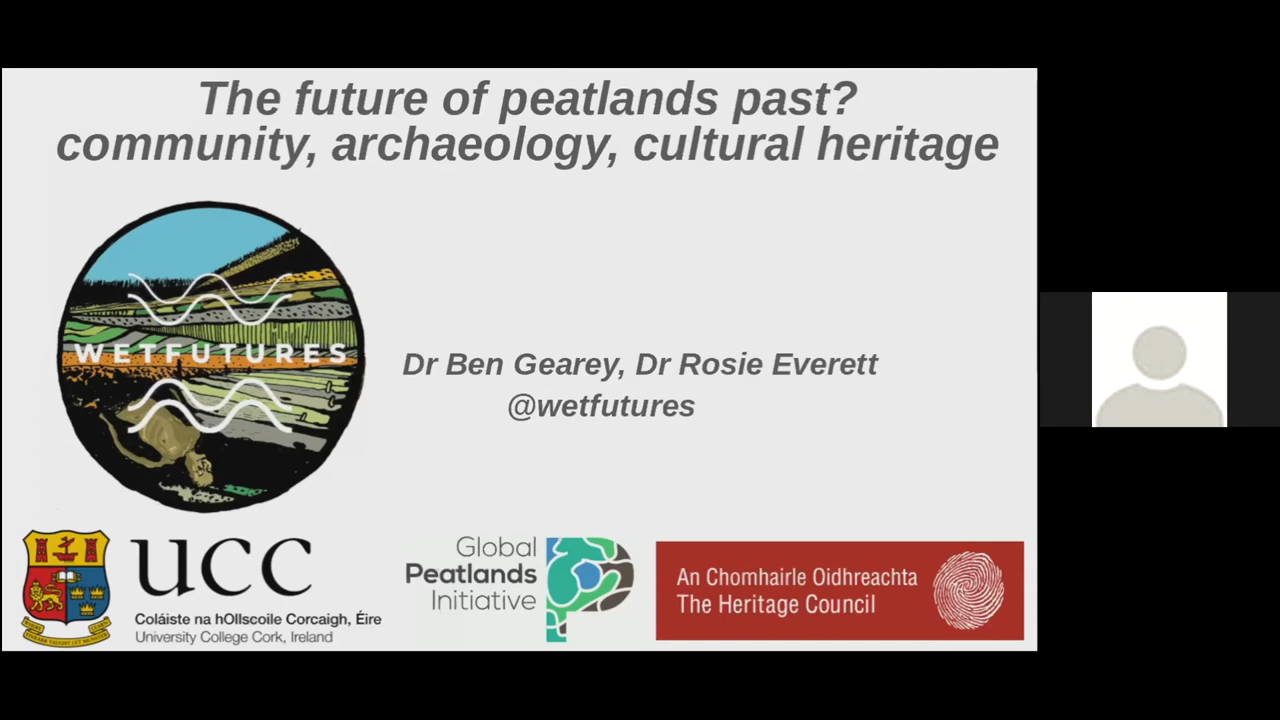 The future of peatlands past?
community, archaeology, cultural heritage
WETFUTURES
Dr Ben Gearey, Dr Rosie Everett
@wetfutures
UCC
Coláiste na hOllscoile Corcaigh, Éire
University College Cork, Ireland
Global
Peatlands
Initiative
An Chomhairle Oidhreachta
The Heritage Council